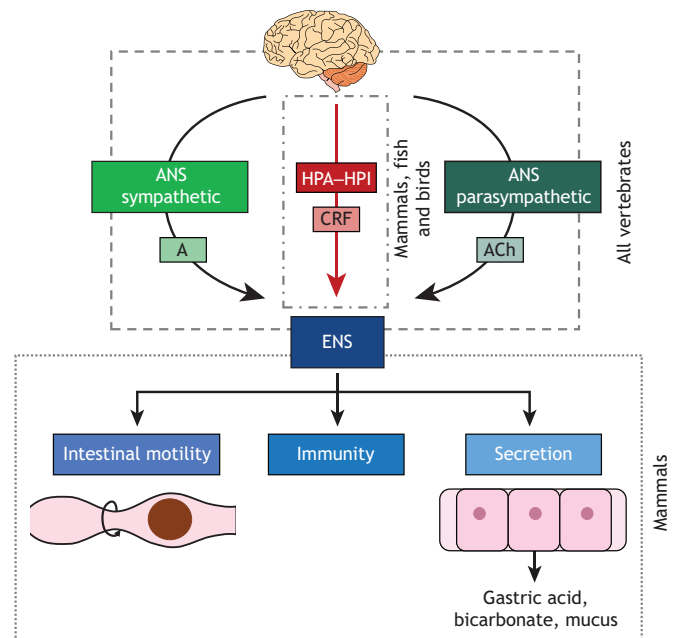 ANS
sympathetic
A
HPA–HPI
CRF
Mammals, fish
and birds
ANS
parasympathetic
ACh
All vertebrates
ENS
Intestinal motility
Immunity
Secretion
Mammals
Gastric acid,
bicarbonate, mucus